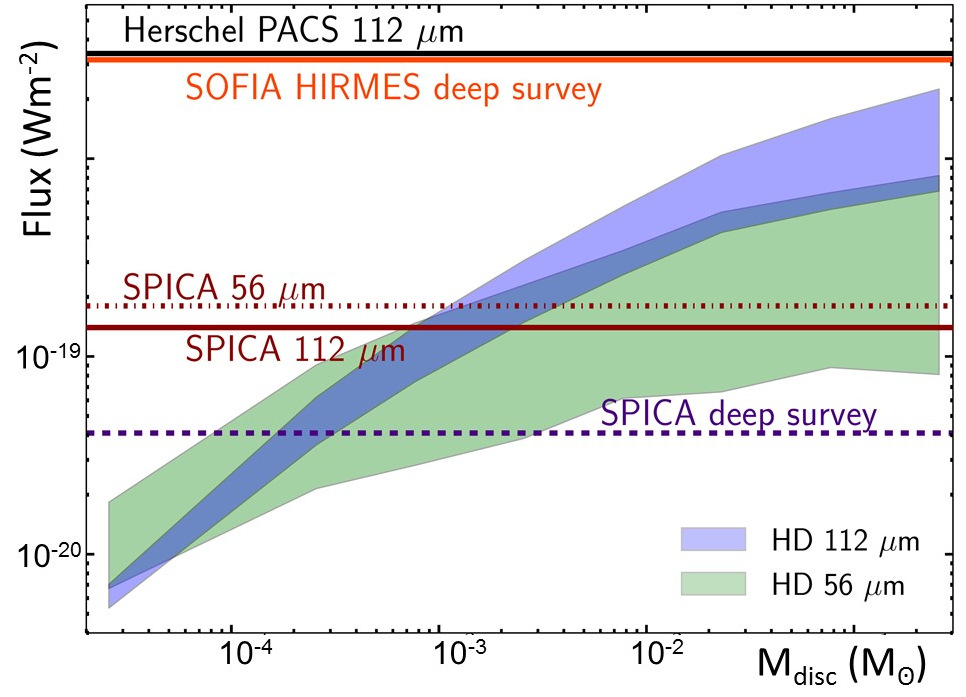 Herschel PACS 112 μm
SOFIA HIRMES deep survey
Flux (Wm⁻²)
SPICA 56 μm
10⁻¹⁹
SPICA 112 μm
SPICA deep survey
10⁻²⁰
HD 112 μm
HD 56 μm
10⁻⁴ 10⁻³ 10⁻²
M_disc (M_⊙)